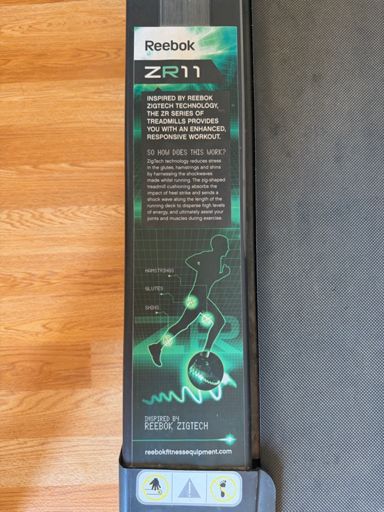 Reebok
ZR11
INSPIRED BY REEBOK
ZIGTECH TECHNOLOGY,
THE ZR SERIES OF
TREADMILLS PROVIDES
YOU WITH AN ENHANCED,
RESPONSIVE WORKOUT.
SO HOW DOES THIS WORK?
ZigTech technology reduces stress
in the glutes, hamstrings and shins
by harnessing the shockwaves
made whilst running. The zig-shaped
treadmill cushioning absorbs the
impact of heel strike and sends a
shock wave along the length of the
running deck to disperse high levels
of energy, and ultimately assist your
joints and muscles during exercise.
HAMSTRINGS
GLUTES
SHINS
ZR
INSPIRED BY
REEBOK ZIGTECH
reebokfitnessequipment.com